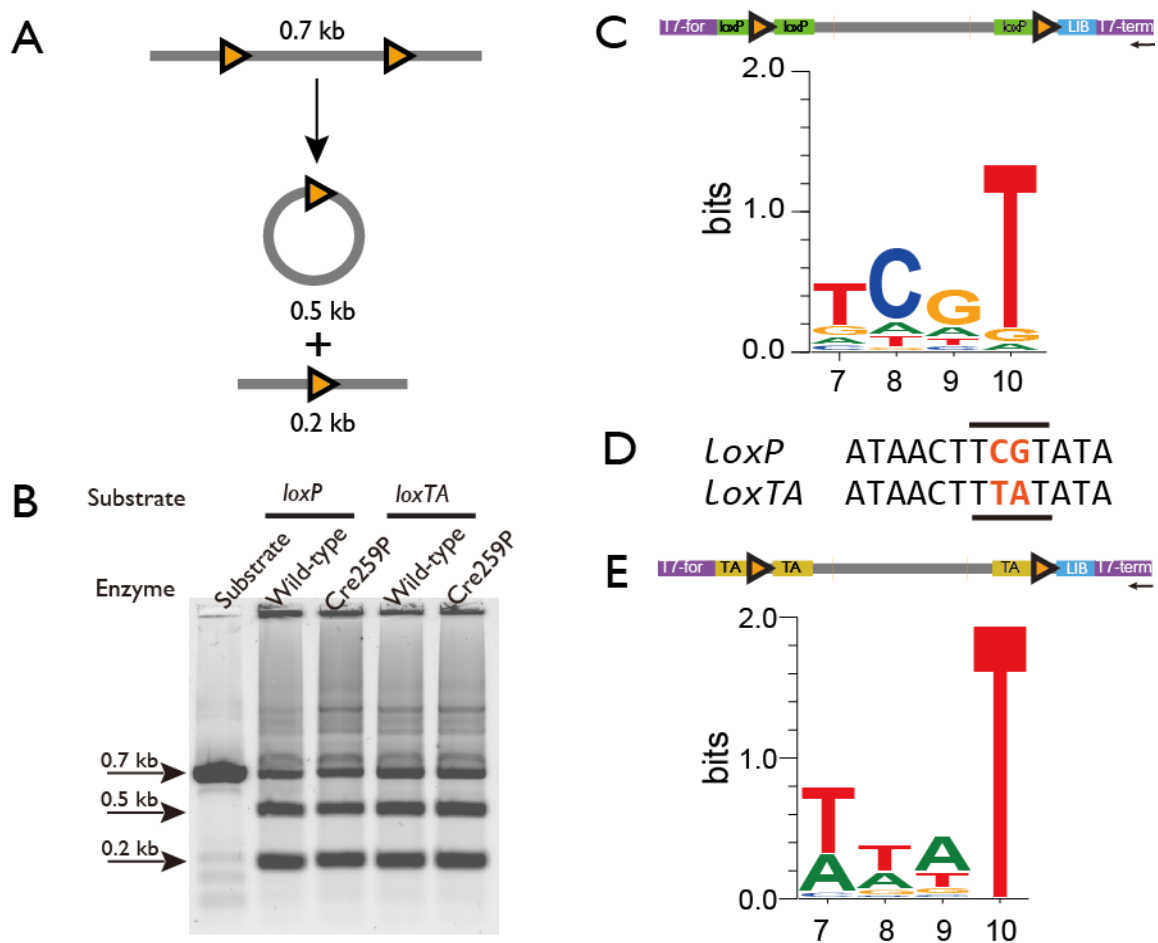 A
0.7 kb
0.5 kb
+
0.2 kb
B
Substrate
loxP
loxTA
Enzyme
Substrate
Wild-type
Cre259P
Wild-type
Cre259P
0.7 kb
0.5 kb
0.2 kb
C
T7-for loxP loxP loxP LIB T7-term
2.0
1.0
0.0
bits
T C G T
G A A G
A T T A
C G C
7 8 9 10
D
LoxP ATAACTTCGTATA
LoxTA ATAACTTTATATA
E
T7-for TA TA TA LIB T7-term
2.0
1.0
0.0
bits
T T A T
A A T
C G G
7 8 9 10